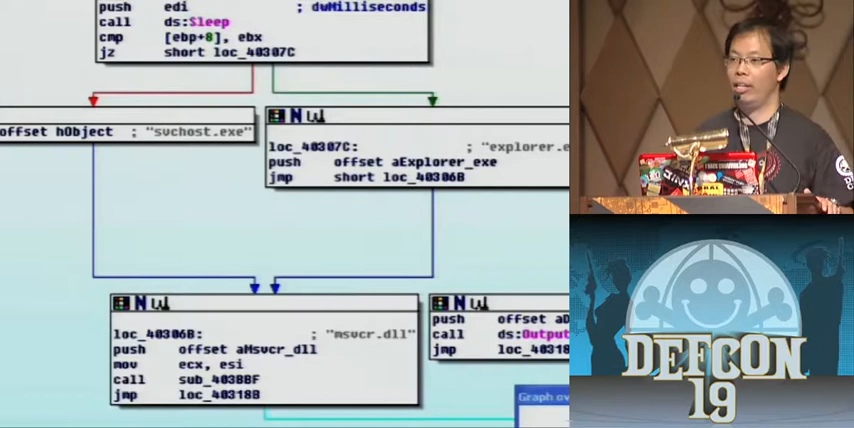 push edi ; dwMilliseconds
call ds:Sleep
cmp [ebp+8], ebx
jz short loc_40307C
offset hObject ; "svchost.exe"
loc_40307C: ; "explorer.e
push offset aExplorer_exe
jmp short loc_40306B
loc_40306B: ; "msvcr.dll"
push offset aMsvcr_dll
mov ecx, esi
call sub_403BBF
jmp loc_40318B
push offset aD
call ds:Output
jmp loc_40318
Graph ov
DEFCON
19